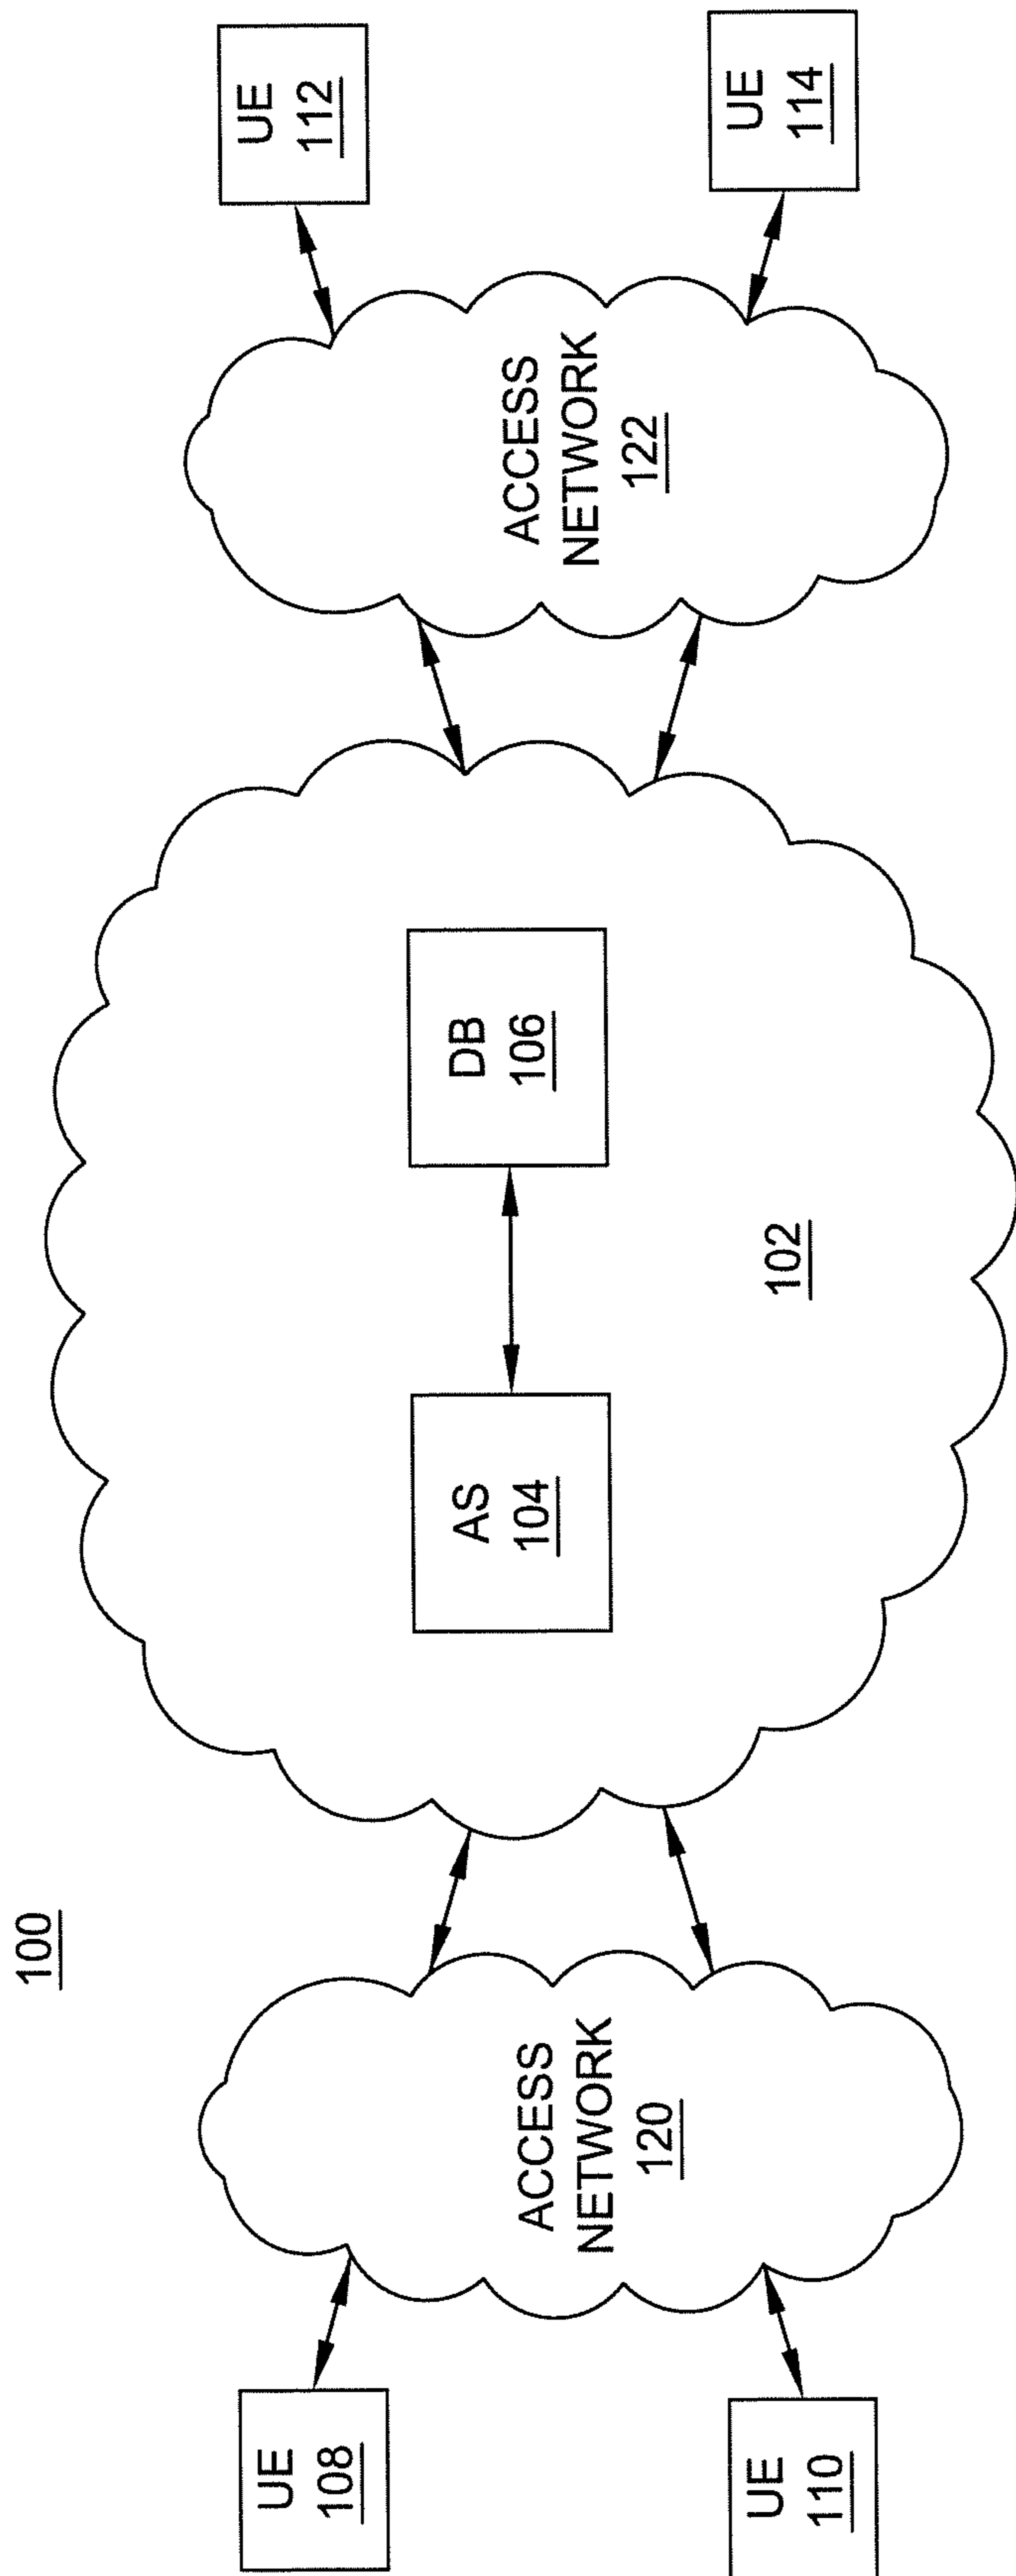 100
UE
108
UE
110
ACCESS
NETWORK
120
AS
104
DB
106
102
ACCESS
NETWORK
122
UE
112
UE
114